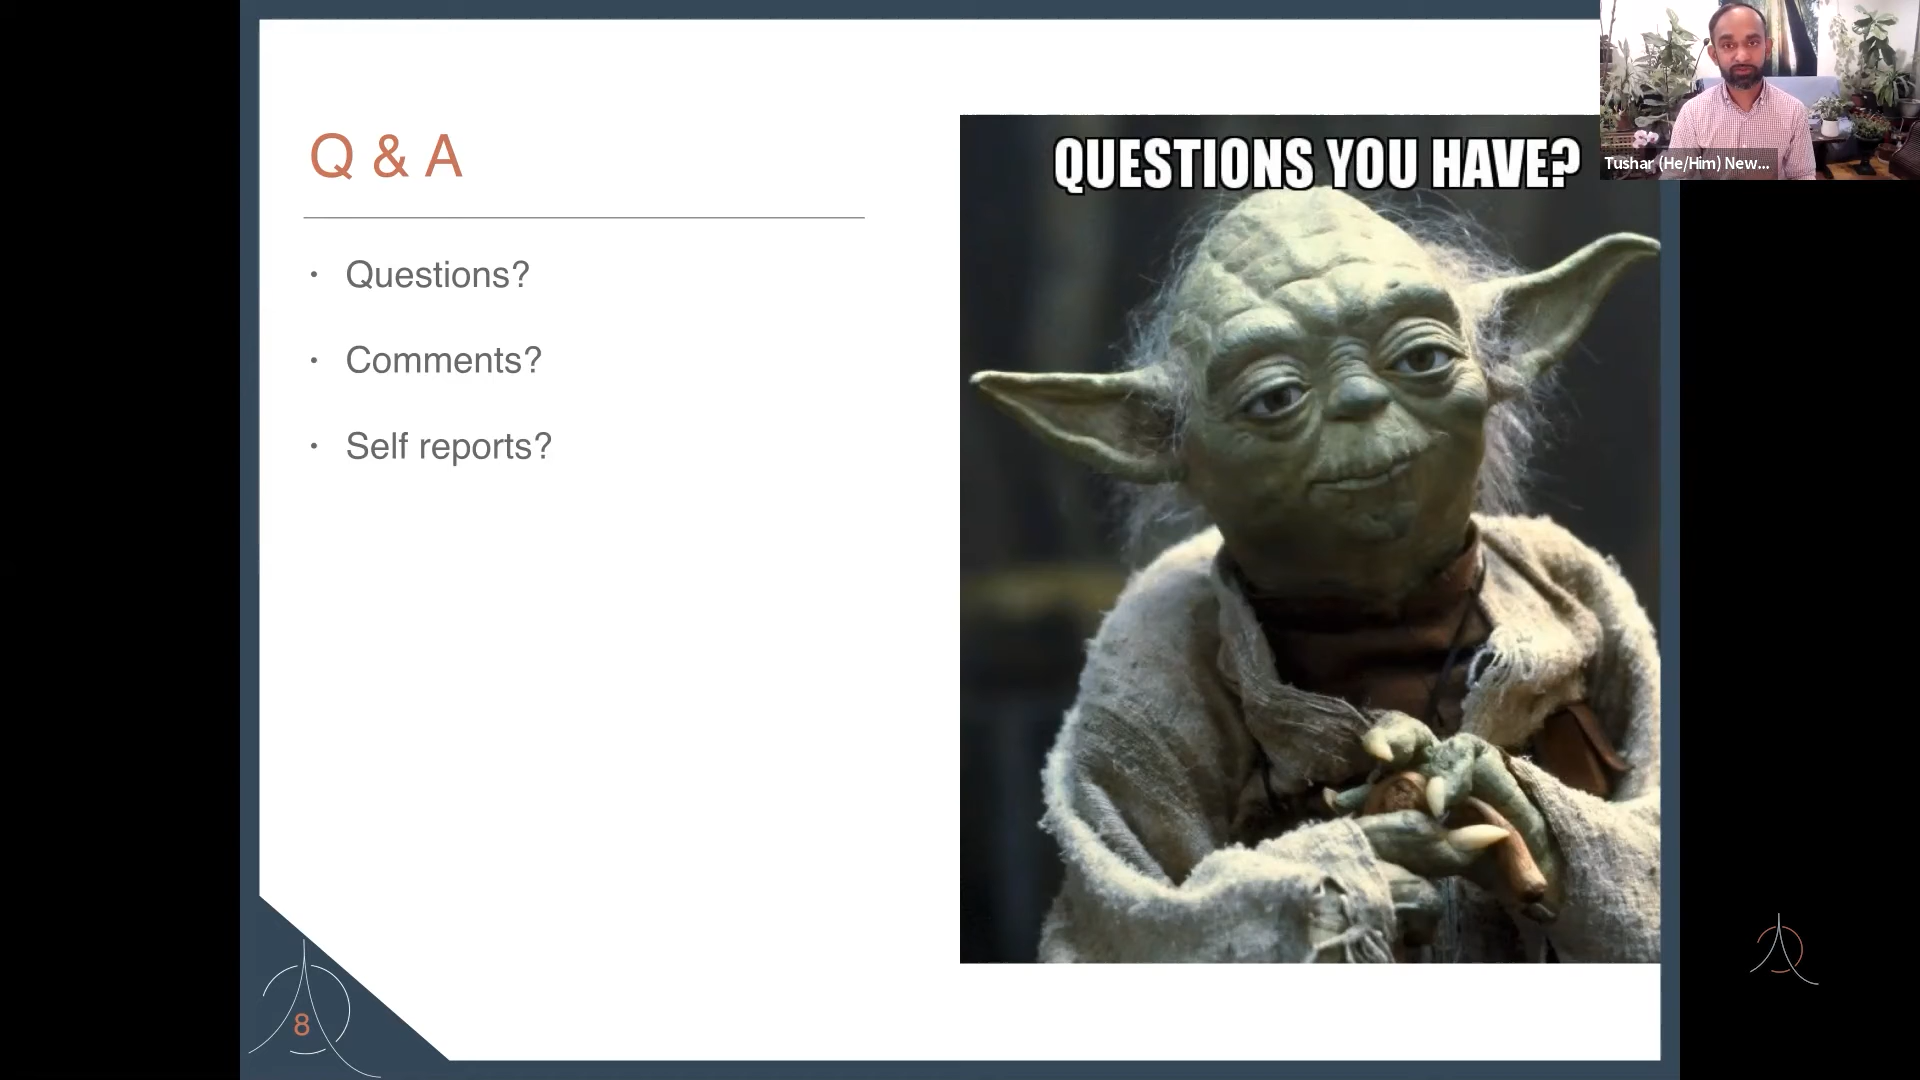 Q & A
• Questions?
• Comments?
• Self reports?
QUESTIONS YOU HAVE?
Tushar (He/Him) New...
8